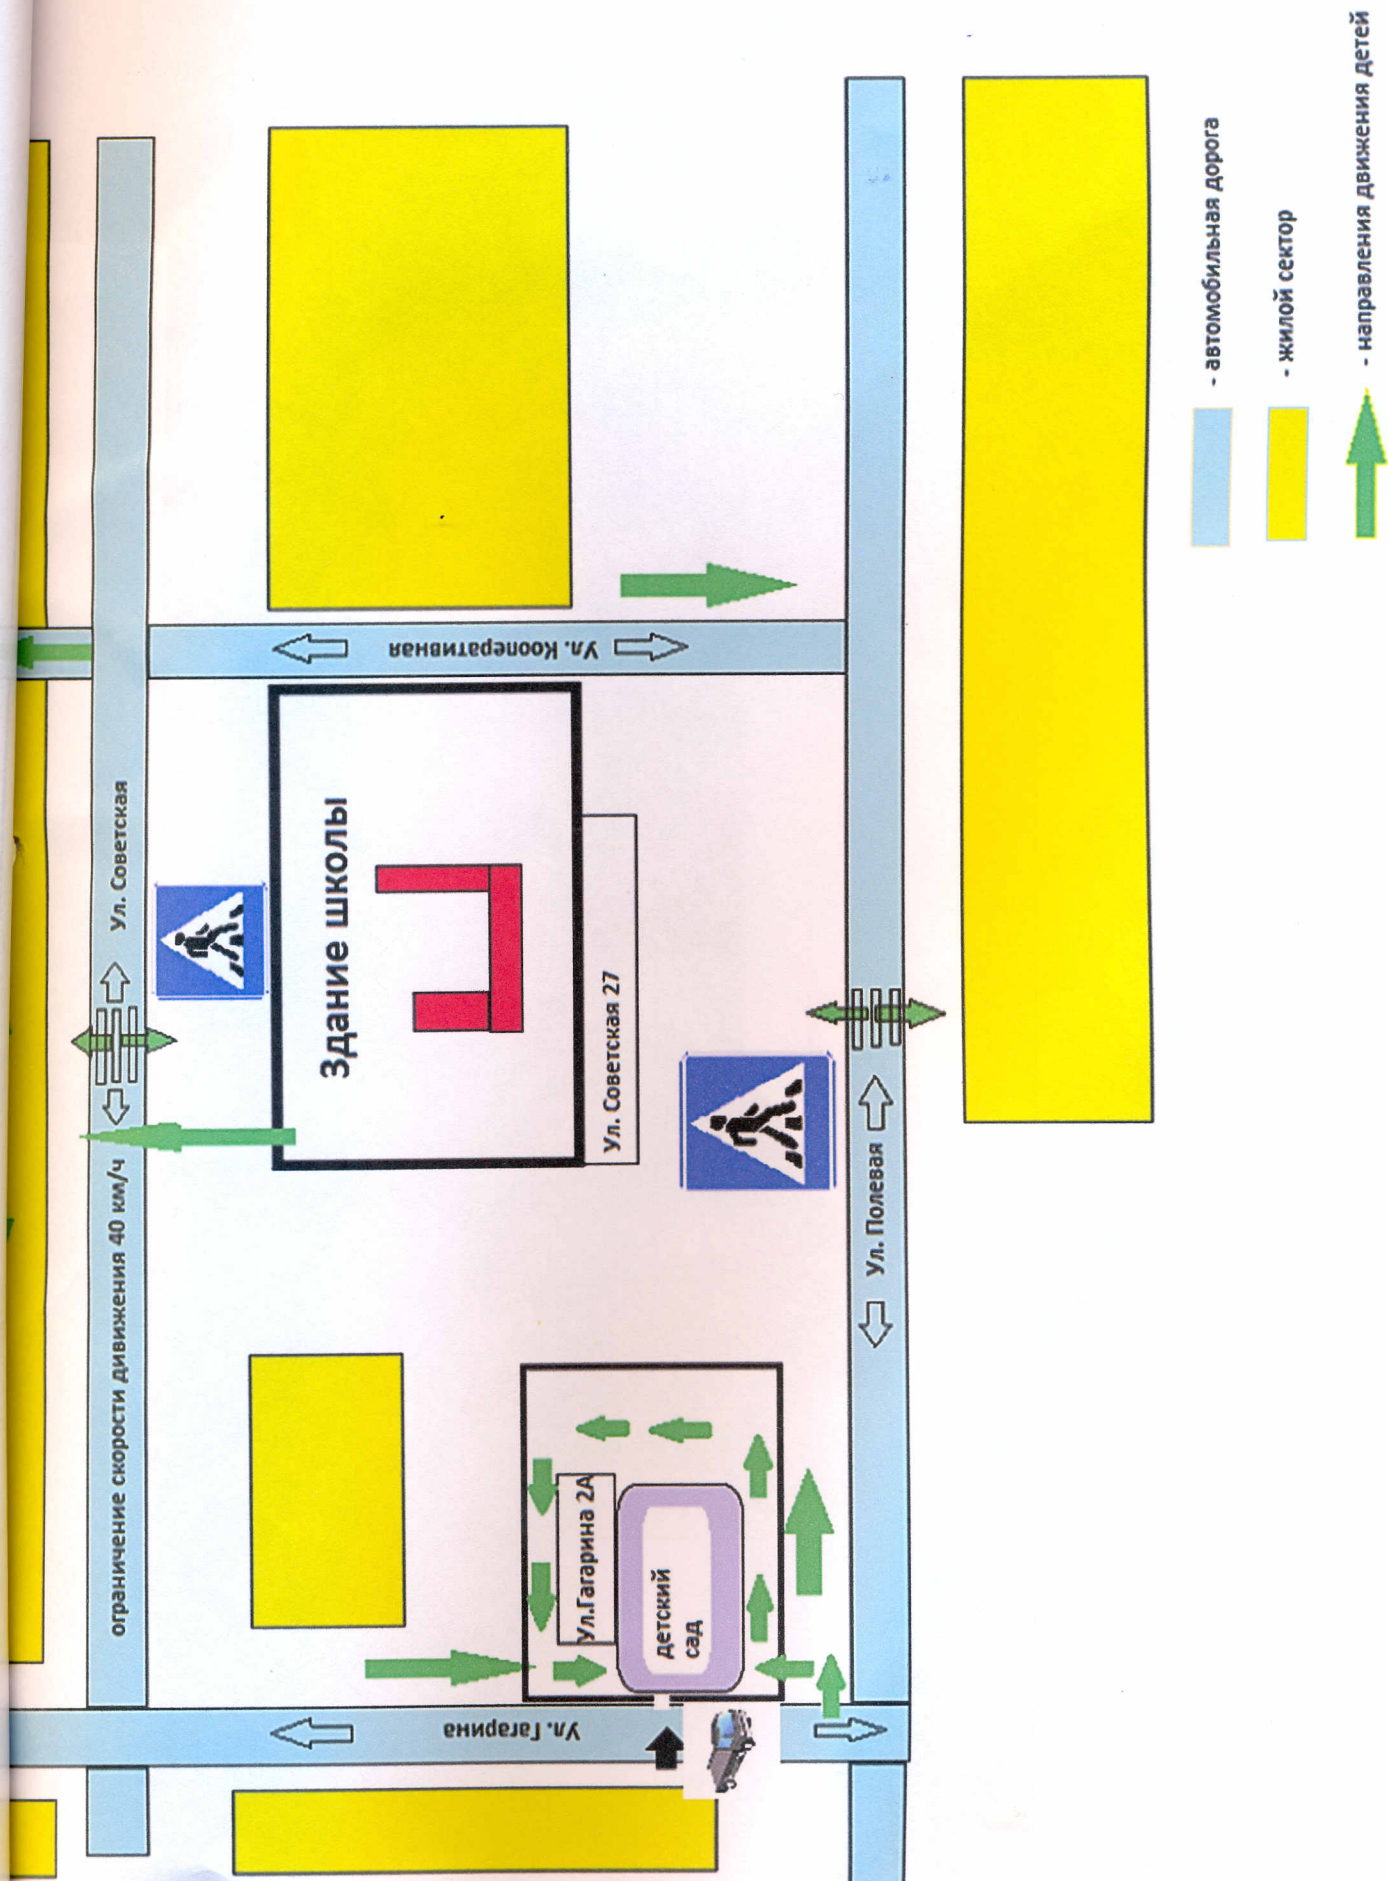 ограничение скорости дивижения 40 км/ч
Ул. Советская
Здание школы
Ул. Советская 27
Ул. Кооперативная
Ул.Гагарина 2А
детский
сад
Ул. Гагарина
Ул. Полевая
- автомобильная дорога
- жилой сектор
- направления движения детей